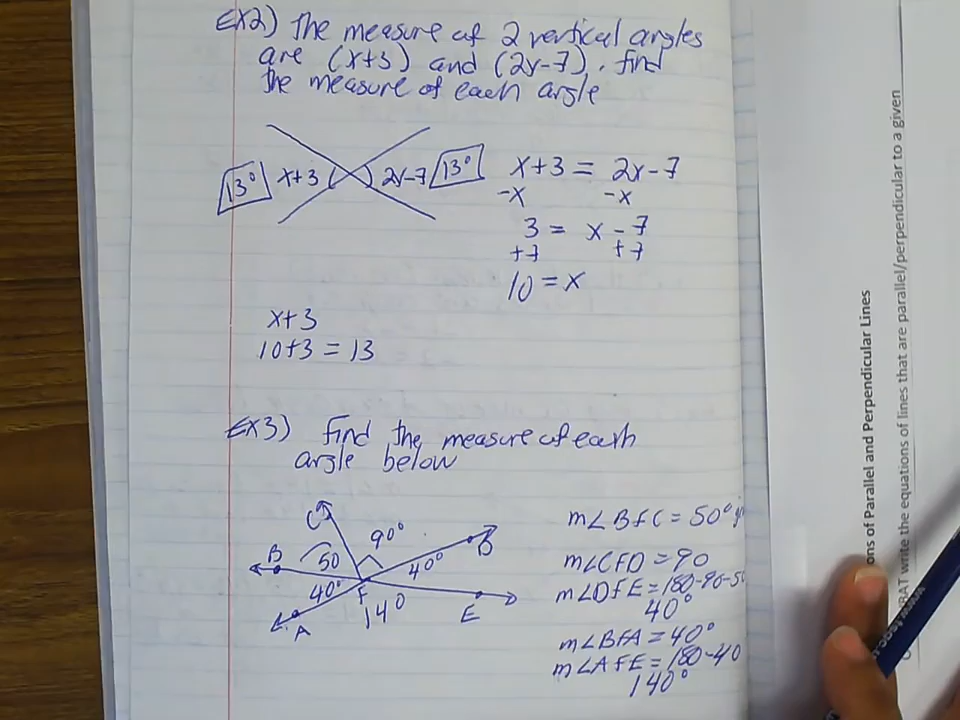 Ex2) The measure of 2 vertical angles
are (x+3) and (2x-7). find
the measure of each angle
13° x+3 2x-7 13°
x+3 = 2x-7
-x -x
3 = x - 7
+7 +7
10 = x
x+3
10+3 = 13
Ex3) find the measure of each
angle below
C 90° D
B 50 40°
40° F
A 140 E
m∠BFC = 50°
m∠CFD = 90
m∠DFE = 180-90-50
40°
m∠BFA = 40°
m∠AFE = 180-40
140°
ons of Parallel and Perpendicular Lines
BAT write the equations of lines that are parallel/perpendicular to a given